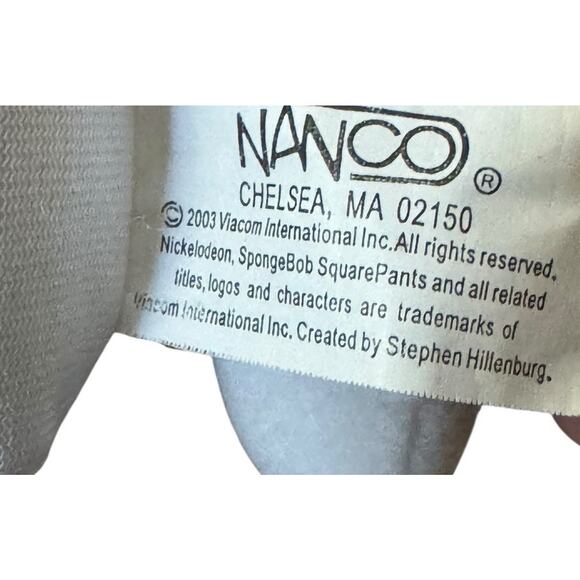 NANCO®
CHELSEA, MA 02150
© 2003 Viacom International Inc. All rights reserved.
Nickelodeon, SpongeBob SquarePants and all related
titles, logos and characters are trademarks of
Viacom International Inc. Created by Stephen Hillenburg.